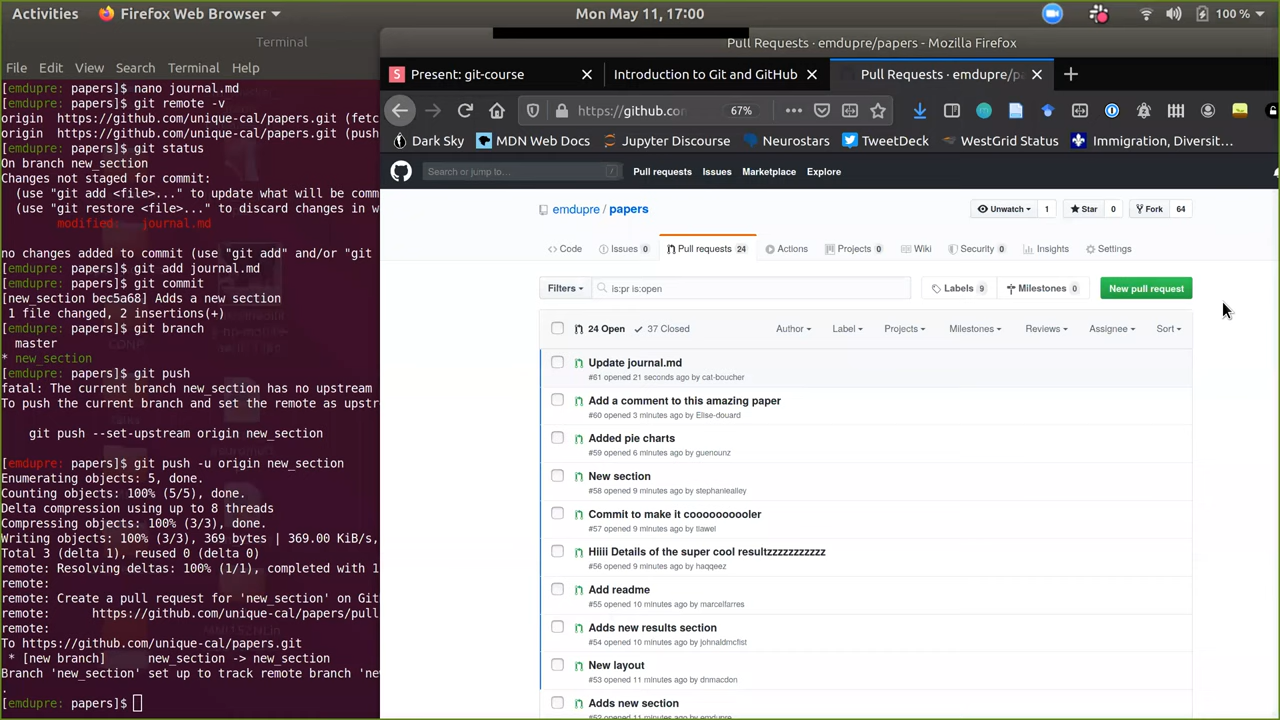 Activities
Firefox Web Browser
Mon May 11, 17:00
100 %
Terminal
File Edit View Search Terminal Help
[emdupre: papers]$ nano journal.md
[emdupre: papers]$ git remote -v
origin https://github.com/unique-cal/papers.git (fetc
origin https://github.com/unique-cal/papers.git (push
[emdupre: papers]$ git status
On branch new_section
Changes not staged for commit:
(use "git add <file>..." to update what will be comm
(use "git restore <file>..." to discard changes in w
modified: journal.md
no changes added to commit (use "git add" and/or "git
[emdupre: papers]$ git add journal.md
[emdupre: papers]$ git commit
[new_section bec5a68] Adds a new section
1 file changed, 2 insertions(+)
[emdupre: papers]$ git branch
master
* new_section
[emdupre: papers]$ git push
fatal: The current branch new_section has no upstream
To push the current branch and set the remote as upstr
git push --set-upstream origin new_section
[emdupre: papers]$ git push -u origin new_section
Enumerating objects: 5, done.
Counting objects: 100% (5/5), done.
Delta compression using up to 8 threads
Compressing objects: 100% (3/3), done.
Writing objects: 100% (3/3), 369 bytes | 369.00 KiB/s,
Total 3 (delta 1), reused 0 (delta 0)
remote: Resolving deltas: 100% (1/1), completed with 1
remote:
remote: Create a pull request for 'new_section' on Git
remote: https://github.com/unique-cal/papers/pull
remote:
To https://github.com/unique-cal/papers.git
* [new branch] new_section -> new_section
Branch 'new_section' set up to track remote branch 'ne
.
[emdupre: papers]$
Pull Requests · emdupre/papers - Mozilla Firefox
Present: git-course
Introduction to Git and GitHub
Pull Requests · emdupre/pa
https://github.co
67%
Dark Sky MDN Web Docs Jupyter Discourse Neurostars TweetDeck WestGrid Status Immigration, Diversit...
Search or jump to... /
Pull requests Issues Marketplace Explore
emdupre / papers
Unwatch 1 Star 0 Fork 64
Code Issues 0 Pull requests 24 Actions Projects 0 Wiki Security 0 Insights Settings
Filters is:pr is:open Labels 9 Milestones 0 New pull request
24 Open 37 Closed Author Label Projects Milestones Reviews Assignee Sort
Update journal.md
#61 opened 21 seconds ago by cat-boucher
Add a comment to this amazing paper
#60 opened 3 minutes ago by Elise-douard
Added pie charts
#59 opened 6 minutes ago by guenounz
New section
#58 opened 9 minutes ago by stephaniealley
Commit to make it cooooooooler
#57 opened 9 minutes ago by tiawel
Hiiii Details of the super cool resultzzzzzzzzzzz
#56 opened 9 minutes ago by haqqeez
Add readme
#55 opened 10 minutes ago by marcelfarres
Adds new results section
#54 opened 10 minutes ago by johnaldmcfist
New layout
#53 opened 11 minutes ago by dnmacdon
Adds new section
#52 opened 11 minutes ago by emdupre